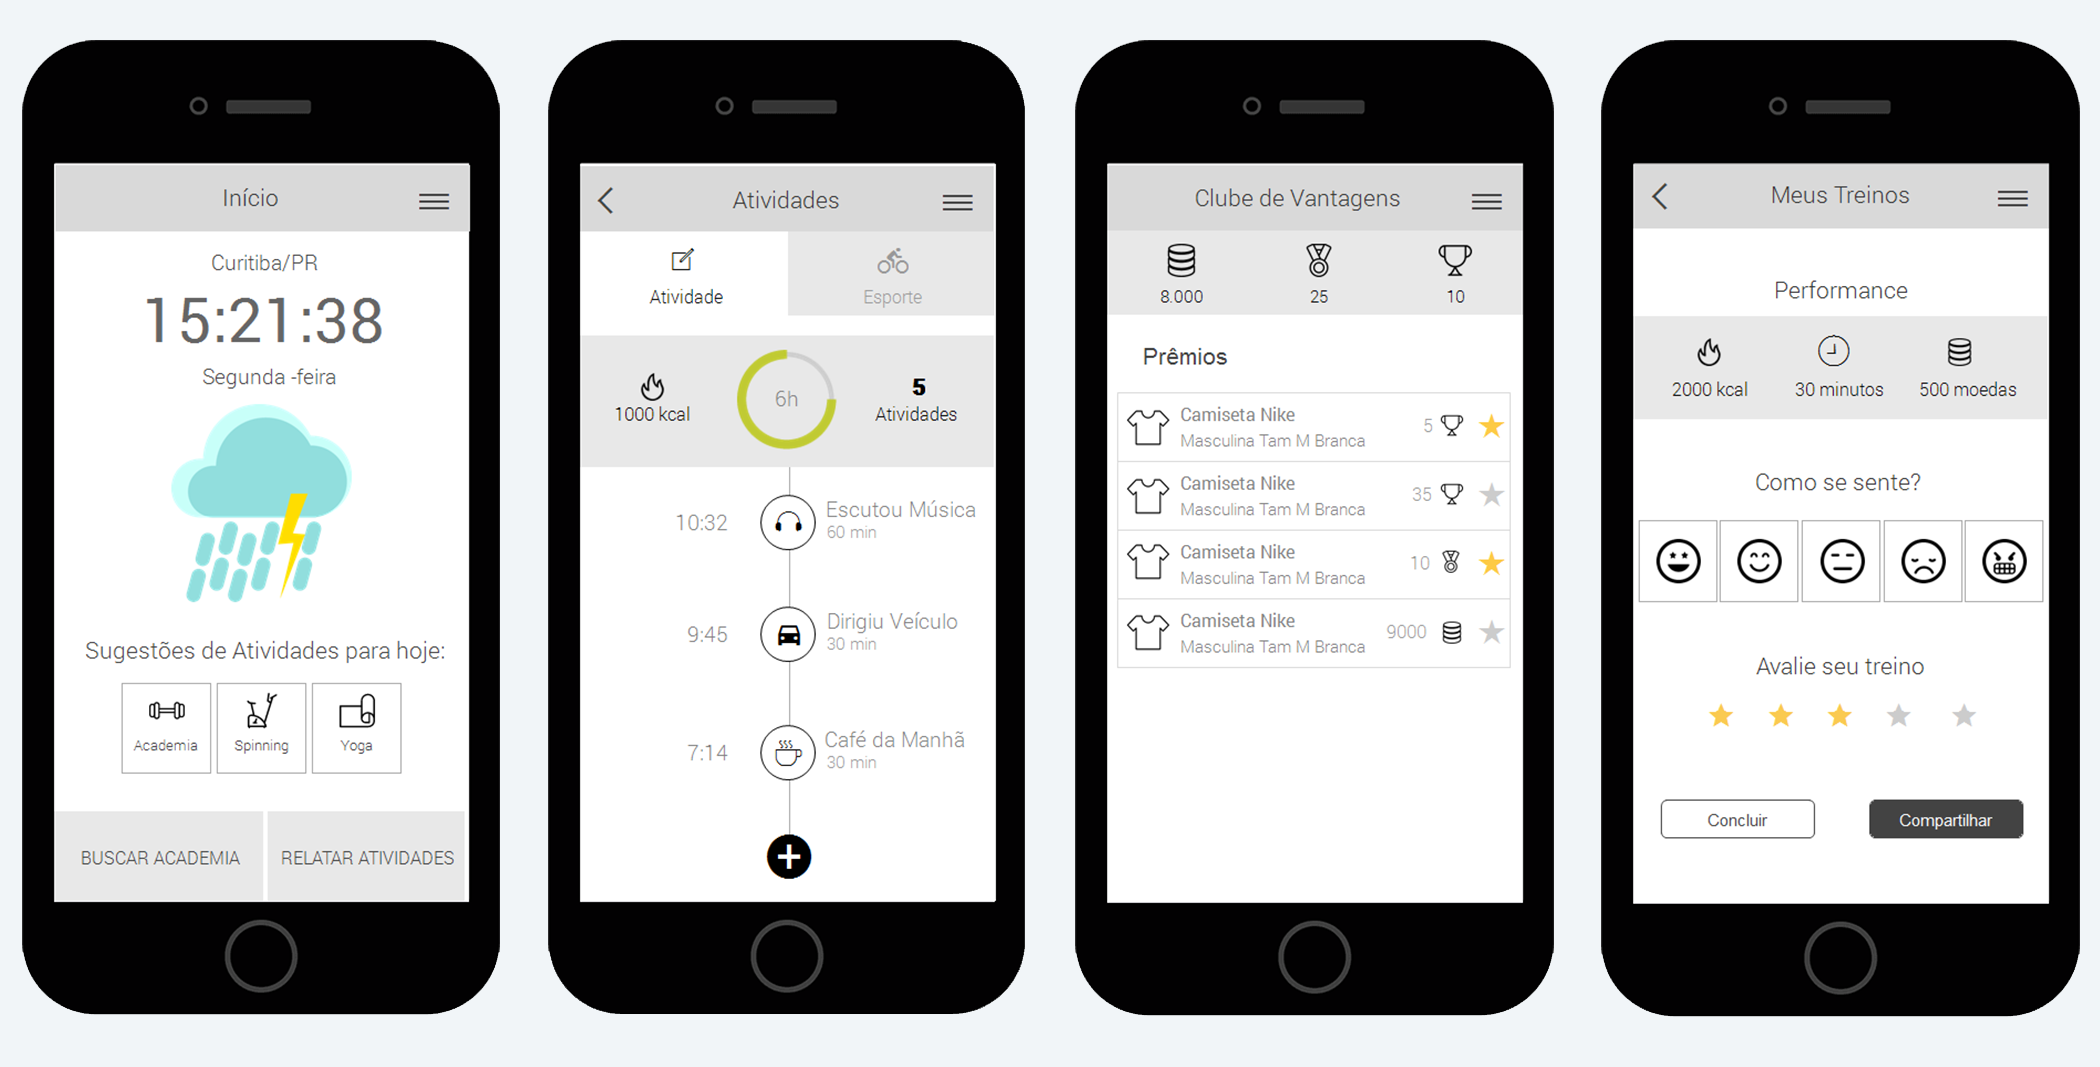 Início
Curitiba/PR
15:21:38
Segunda -feira
Sugestões de Atividades para hoje:
Academia
Spinning
Yoga
BUSCAR ACADEMIA
RELATAR ATIVIDADES
Atividades
Atividade
Esporte
1000 kcal
6h
5
Atividades
10:32
Escutou Música
60 min
9:45
Dirigiu Veículo
30 min
7:14
Café da Manhã
30 min
Clube de Vantagens
8.000
25
10
Prêmios
Camiseta Nike
Masculina Tam M Branca
5
Camiseta Nike
Masculina Tam M Branca
35
Camiseta Nike
Masculina Tam M Branca
10
Camiseta Nike
Masculina Tam M Branca
9000
Meus Treinos
Performance
2000 kcal
30 minutos
500 moedas
Como se sente?
Avalie seu treino
Concluir
Compartilhar